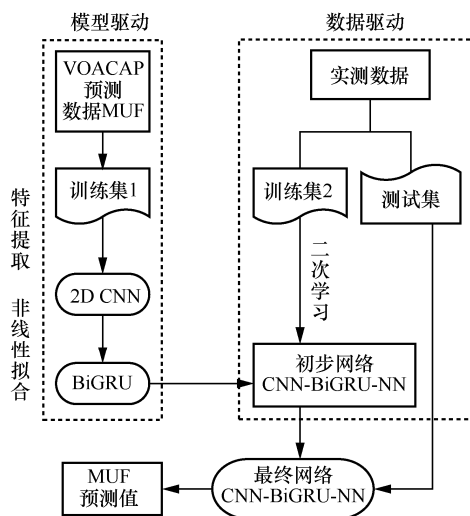 模型驱动
数据驱动
VOACAP
预测
数据MUF
实测数据
训练集1
训练集2
测试集
特征提取
非线性拟合
二次学习
2D CNN
BiGRU
初步网络
CNN-BiGRU-NN
MUF
预测值
最终网络
CNN-BiGRU-NN